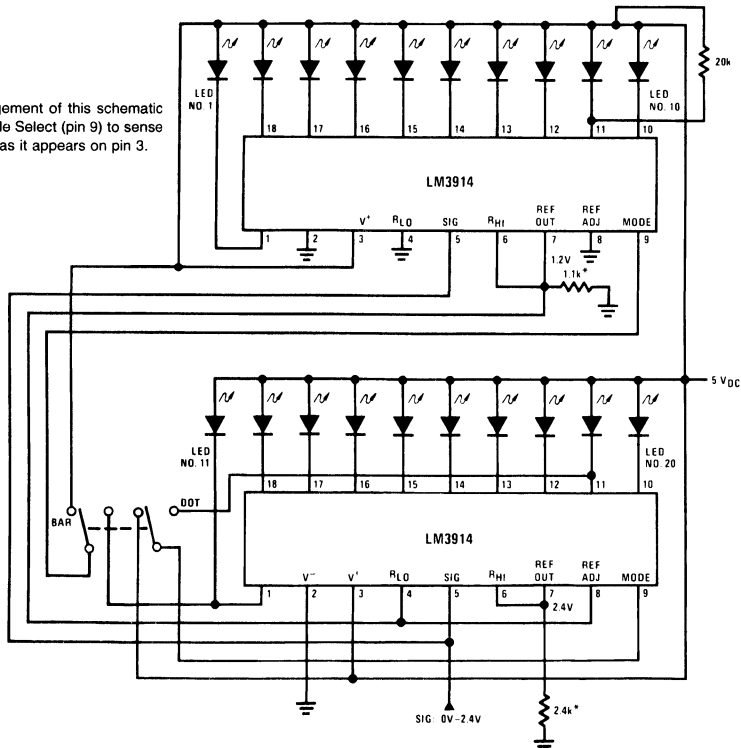 20k
LED
NO. 1
LED
NO. 10
gement of this schematic
le Select (pin 9) to sense
as it appears on pin 3.
18 17 16 15 14 13 12 11 10
LM3914
V+ RLO SIG RHI REF OUT REF ADJ MODE
1 2 3 4 5 6 7 8 9
1.2V
1.1k*
5 VDC
LED
NO. 11
LED
NO. 20
18 17 16 15 14 13 12 11 10
DOT
BAR
LM3914
V− V+ RLO SIG RHI REF OUT REF ADJ MODE
1 2 3 4 5 6 7 8 9
2.4V
SIG: 0V–2.4V
2.4k*